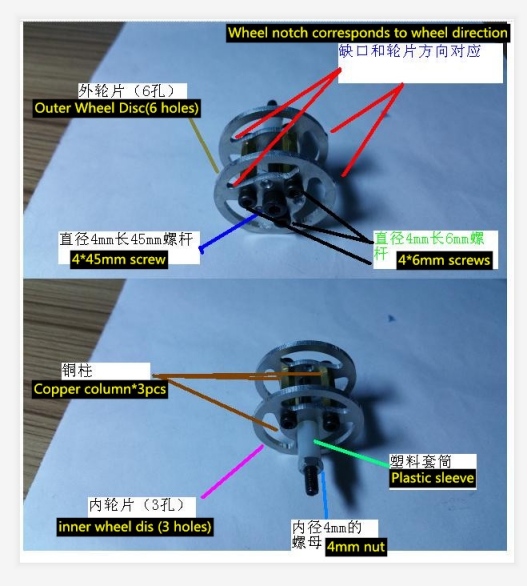 Wheel notch corresponds to wheel direction
缺口和轮片方向对应
外轮片（6孔）
Outer Wheel Disc(6 holes)
直径4mm长45mm螺杆
4*45mm screw
直径4mm长6mm螺
杆
4*6mm screws
铜柱
Copper column*3pcs
塑料套筒
Plastic sleeve
内轮片（3孔）
inner wheel dis (3 holes)
内径4mm的
螺母
4mm nut